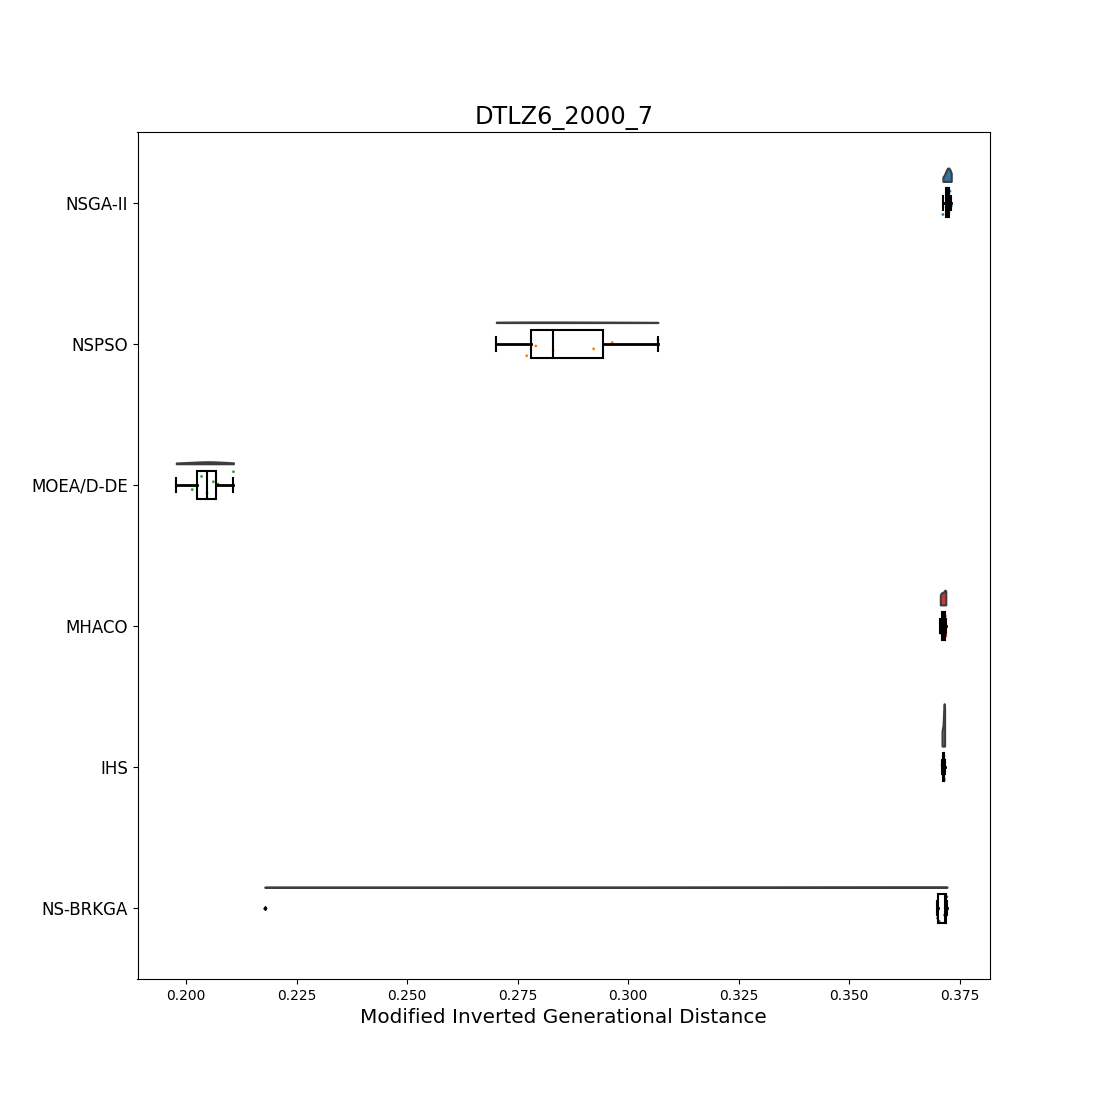 DTLZ6_2000_7
NSGA-II
NSPSO
MOEA/D-DE
MHACO
IHS
NS-BRKGA
0.200 0.225 0.250 0.275 0.300 0.325 0.350 0.375
Modified Inverted Generational Distance